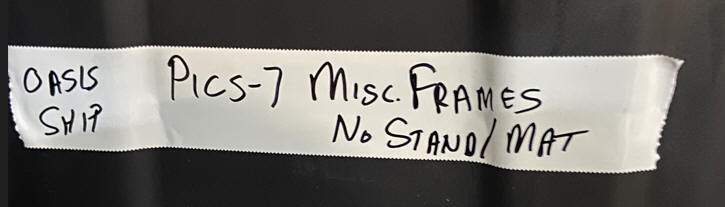 OASIS
SHIP
PICS-7 MISC. FRAMES
NO STAND/MAT